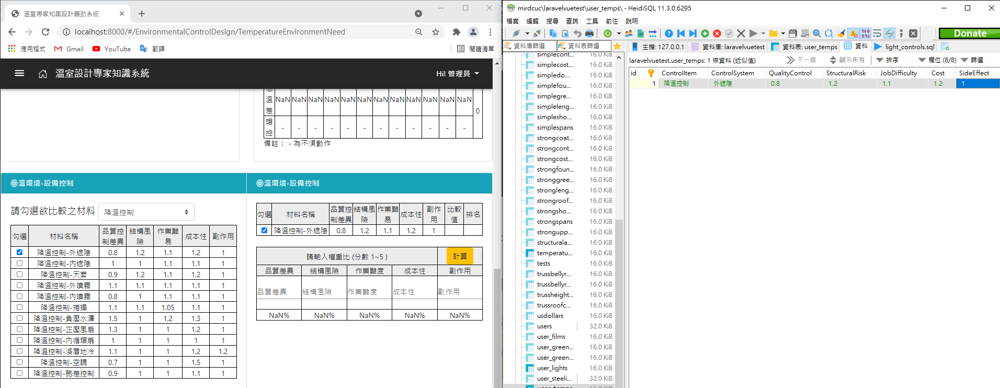 溫室專家知識設計輔助系統
localhost:8000/#/EnvironmentalControlDesign/TemperatureEnvironmentNeed
應用程式 Gmail YouTube 翻譯 閱讀清單
溫室設計專家知識系統 Hi! 管理員
溫差 NaN NaN NaN NaN NaN NaN NaN NaN NaN NaN NaN NaN 0
環控 - - - - - - - - - - - -
備註： - 為不須動作
溫環境-設備控制
請勾選欲比較之材料 降溫控制
勾選 材料名稱 品質控制差異 結構風險 作業難易 成本性 副作用
降溫控制-外遮陰 0.8 1.2 1.1 1.2 1
降溫控制-內遮陰 1 1 1.1 1.1 1
降溫控制-天窗 0.9 1.2 1.1 1.2 1
降溫控制-外噴霧 1.1 1.1 1.1 1.1 1
降溫控制-內噴霧 0.8 1 1.1 1.1 1
降溫控制-捲揚 1.1 1.1 1.05 1.1 1
降溫控制-負壓水濂 1.5 1 1.2 1.3 1
降溫控制-正壓風扇 1.3 1 1 1.2 1
降溫控制-內循環扇 1 1 1 1 1
降溫控制-淺層地冷 1.1 1 1 1.2 1.2
降溫控制-空調 0.7 1 1 1.5 1
降溫控制-飽差控制 0.9 1 1 1.1 1
溫環境-設備控制
勾選 材料名稱 品質控制差異 結構風險 作業難易 成本性 副作用 比較值 排名
降溫控制-外遮陰 0.8 1.2 1.1 1.2 1
請輸入權重比 (分數 1~5 ) 計算
品質差異 結構風險 作業難度 成本性 副作用
品質差異 結構風險 作業難度 成本性 副作用
NaN% NaN% NaN% NaN% NaN%
mirdcuc\laravelvuetest\user_temps\ - HeidiSQL 11.3.0.6295
檔案 編輯 搜尋 查詢 工具 前往 說明
Donate
資料庫篩選 資料表篩選
主機: 127.0.0.1 資料庫: laravelvuetest 資料表: user_temps 資料 light_controls.sql
simplecont... 16.0 KiB
simplecost... 16.0 KiB
simpledo... 16.0 KiB
simplefou... 16.0 KiB
simplegre... 16.0 KiB
simpleleng... 16.0 KiB
simplesho... 16.0 KiB
simplespans 16.0 KiB
strongcoat... 16.0 KiB
strongcont... 16.0 KiB
strongcost... 16.0 KiB
strongfoun... 16.0 KiB
stronggree... 16.0 KiB
strongleng... 16.0 KiB
strongroof... 16.0 KiB
strongsho... 16.0 KiB
strongspans 16.0 KiB
strongupp... 16.0 KiB
structurala... 16.0 KiB
temperatu... 16.0 KiB
tests 16.0 KiB
trussbellyr... 16.0 KiB
trussbellyr... 16.0 KiB
trussheight... 16.0 KiB
trussroofc... 16.0 KiB
usdollars 16.0 KiB
users 32.0 KiB
user_films 16.0 KiB
user_green... 16.0 KiB
user_green... 16.0 KiB
user_lights 16.0 KiB
user_steeli... 32.0 KiB
laravelvuetest.user_temps: 1 條資料 (近似值) 下一個 顯示所有 排序 欄位 (8/8) 篩選
id ControlItem ControlSystem QualityControl StructuralRisk JobDifficulty Cost SideEffect
1 降溫控制 外遮陰 0.8 1.2 1.1 1.2 1